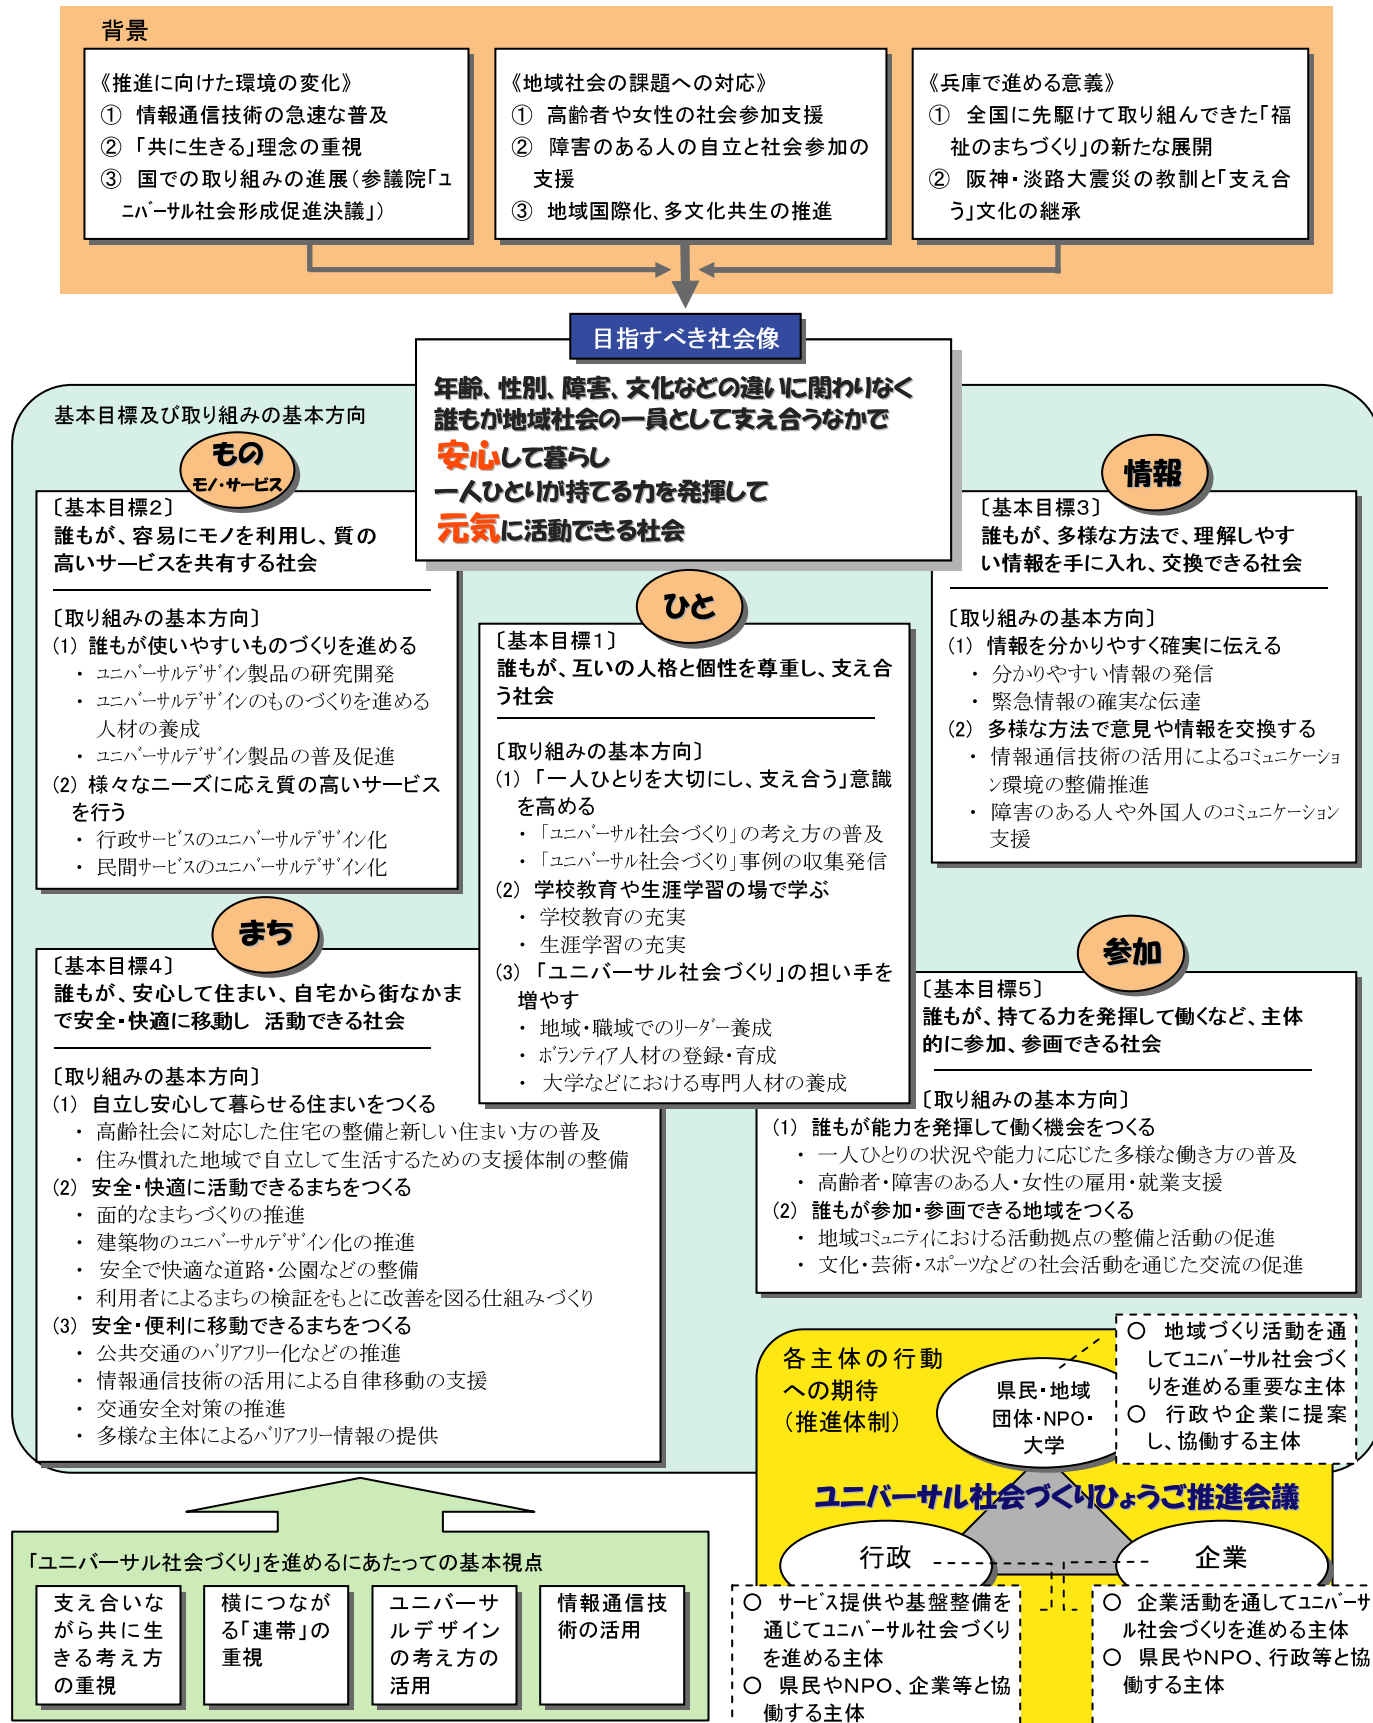 背景
《推進に向けた環境の変化》
① 情報通信技術の急速な普及
② 「共に生きる」理念の重視
③ 国での取り組みの進展（参議院「ユ
ニバーサル社会形成促進決議」）
《地域社会の課題への対応》
① 高齢者や女性の社会参加支援
② 障害のある人の自立と社会参加の
支援
③ 地域国際化、多文化共生の推進
《兵庫で進める意義》
① 全国に先駆けて取り組んできた「福
祉のまちづくり」の新たな展開
② 阪神・淡路大震災の教訓と「支え合
う」文化の継承
目指すべき社会像
年齢、性別、障害、文化などの違いに関わりなく
誰もが地域社会の一員として支え合うなかで
安心して暮らし
一人ひとりが持てる力を発揮して
元気に活動できる社会
基本目標及び取り組みの基本方向
もの
モノ・サービス
〔基本目標２〕
誰もが、容易にモノを利用し、質の
高いサービスを共有する社会
〔取り組みの基本方向〕
(1) 誰もが使いやすいものづくりを進める
・ ユニバーサルデザイン製品の研究開発
・ ユニバーサルデザインのものづくりを進める
人材の養成
・ ユニバーサルデザイン製品の普及促進
(2) 様々なニーズに応え質の高いサービス
を行う
・ 行政サービスのユニバーサルデザイン化
・ 民間サービスのユニバーサルデザイン化
ひと
〔基本目標１〕
誰もが、互いの人格と個性を尊重し、支え合
う社会
〔取り組みの基本方向〕
(1) 「一人ひとりを大切にし、支え合う」意識
を高める
・ 「ユニバーサル社会づくり」の考え方の普及
・ 「ユニバーサル社会づくり」事例の収集発信
(2) 学校教育や生涯学習の場で学ぶ
・ 学校教育の充実
・ 生涯学習の充実
(3) 「ユニバーサル社会づくり」の担い手を
増やす
・ 地域・職域でのリーダー養成
・ ボランティア人材の登録・育成
・ 大学などにおける専門人材の養成
情報
〔基本目標３〕
誰もが、多様な方法で、理解しやす
い情報を手に入れ、交換できる社会
〔取り組みの基本方向〕
(1) 情報を分かりやすく確実に伝える
・ 分かりやすい情報の発信
・ 緊急情報の確実な伝達
(2) 多様な方法で意見や情報を交換する
・ 情報通信技術の活用によるコミュニケーショ
ン環境の整備推進
・ 障害のある人や外国人のコミュニケーション
支援
まち
〔基本目標４〕
誰もが、安心して住まい、自宅から街なかま
で安全・快適に移動し 活動できる社会
〔取り組みの基本方向〕
(1) 自立し安心して暮らせる住まいをつくる
・ 高齢社会に対応した住宅の整備と新しい住まい方の普及
・ 住み慣れた地域で自立して生活するための支援体制の整備
(2) 安全・快適に活動できるまちをつくる
・ 面的なまちづくりの推進
・ 建築物のユニバーサルデザイン化の推進
・ 安全で快適な道路・公園などの整備
・ 利用者によるまちの検証をもとに改善を図る仕組みづくり
(3) 安全・便利に移動できるまちをつくる
・ 公共交通のバリアフリー化などの推進
・ 情報通信技術の活用による自律移動の支援
・ 交通安全対策の推進
・ 多様な主体によるバリアフリー情報の提供
参加
〔基本目標５〕
誰もが、持てる力を発揮して働くなど、主体
的に参加、参画できる社会
〔取り組みの基本方向〕
(1) 誰もが能力を発揮して働く機会をつくる
・ 一人ひとりの状況や能力に応じた多様な働き方の普及
・ 高齢者・障害のある人・女性の雇用・就業支援
(2) 誰もが参加・参画できる地域をつくる
・ 地域コミュニティにおける活動拠点の整備と活動の促進
・ 文化・芸術・スポーツなどの社会活動を通じた交流の促進
各主体の行動
への期待
（推進体制）
県民・地域
団体・NPO・
大学
○ 地域づくり活動を通
してユニバーサル社会づく
りを進める重要な主体
○ 行政や企業に提案
し、協働する主体
ユニバーサル社会づくりひょうご推進会議
行政
企業
○ サービス提供や基盤整備を
通じてユニバーサル社会づくり
を進める主体
○ 県民やNPO、企業等と協
働する主体
○ 企業活動を通してユニバーサ
ル社会づくりを進める主体
○ 県民やNPO、行政等と協
働する主体
「ユニバーサル社会づくり」を進めるにあたっての基本視点
支え合いな
がら共に生
きる考え方
の重視
横につなが
る「連帯」の
重視
ユニバーサ
ルデザイン
の考え方の
活用
情報通信技
術の活用